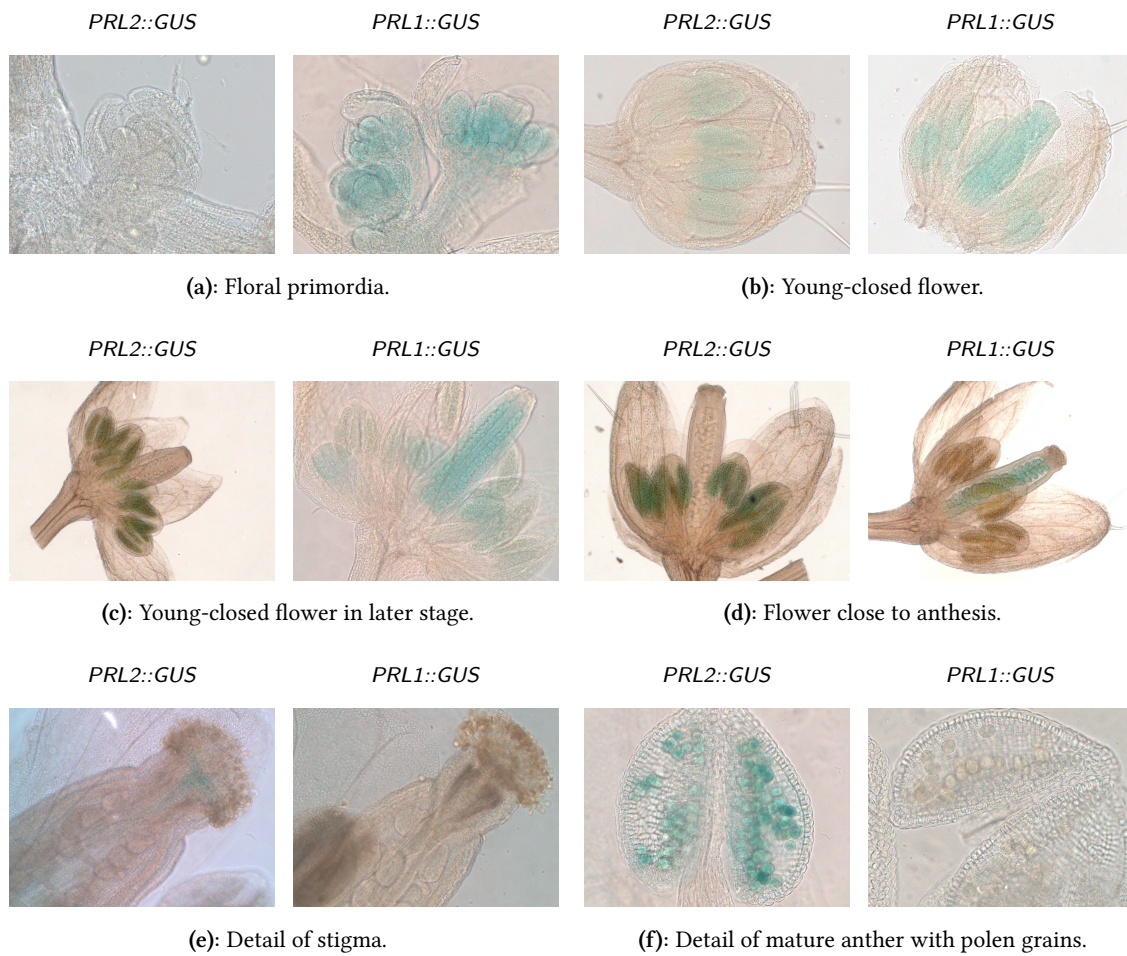 PRL2::GUS PRL1::GUS PRL2::GUS PRL1::GUS
(a): Floral primordia. (b): Young-closed flower.
PRL2::GUS PRL1::GUS PRL2::GUS PRL1::GUS
(c): Young-closed flower in later stage. (d): Flower close to anthesis.
PRL2::GUS PRL1::GUS PRL2::GUS PRL1::GUS
(e): Detail of stigma. (f): Detail of mature anther with polen grains.